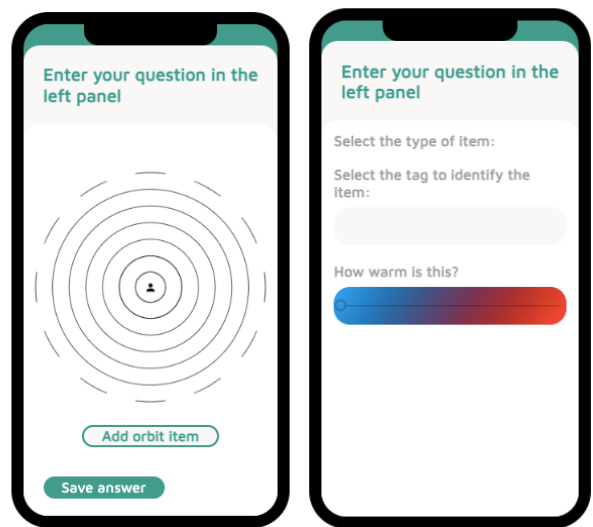 Enter your question in the
left panel
Add orbit item
Save answer
Enter your question in the
left panel
Select the type of item:
Select the tag to identify the
item:
How warm is this?